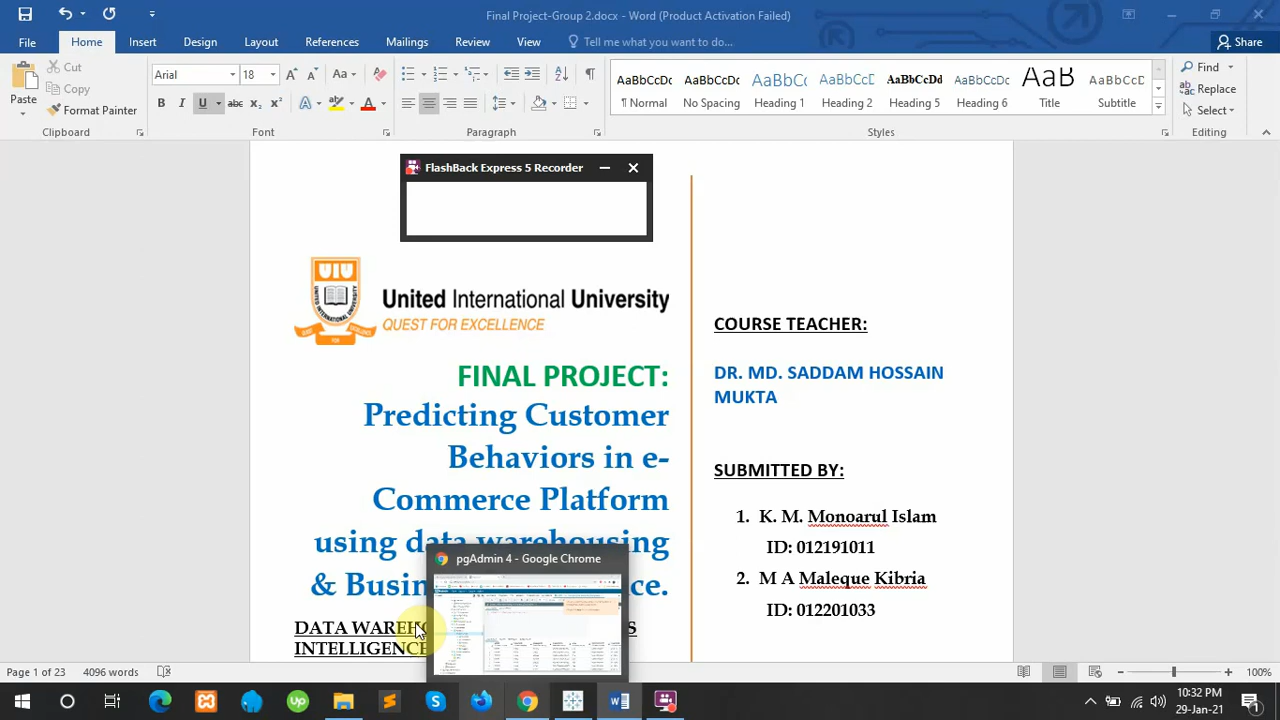 Final Project-Group 2.docx - Word (Product Activation Failed)
File Home Insert Design Layout References Mailings Review View Tell me what you want to do... Share
Paste
Cut
Copy
Format Painter
Clipboard
Arial 18
Font
Paragraph
AaBbCcDc AaBbCcDc AaBbCc AaBbCcDc AaBbCcDd AaBbCcDc AaB AaBbCcDc
¶ Normal No Spacing Heading 1 Heading 2 Heading 5 Heading 6 Title Subtitle
Styles
Find
Replace
Select
Editing
FlashBack Express 5 Recorder
UIU
United International University
QUEST FOR EXCELLENCE
FINAL PROJECT:
Predicting Customer
Behaviors in e-
Commerce Platform
using data warehousing
& Busin ce.
DATA WAREH S
INTELLIGENCE
COURSE TEACHER:
DR. MD. SADDAM HOSSAIN
MUKTA
SUBMITTED BY:
1. K. M. Monoarul Islam
ID: 012191011
2. M A Maleque Kibria
ID: 012201033
pgAdmin 4 - Google Chrome
Page 1 of 23 4096 words
100%
10:32 PM
29-Jan-21